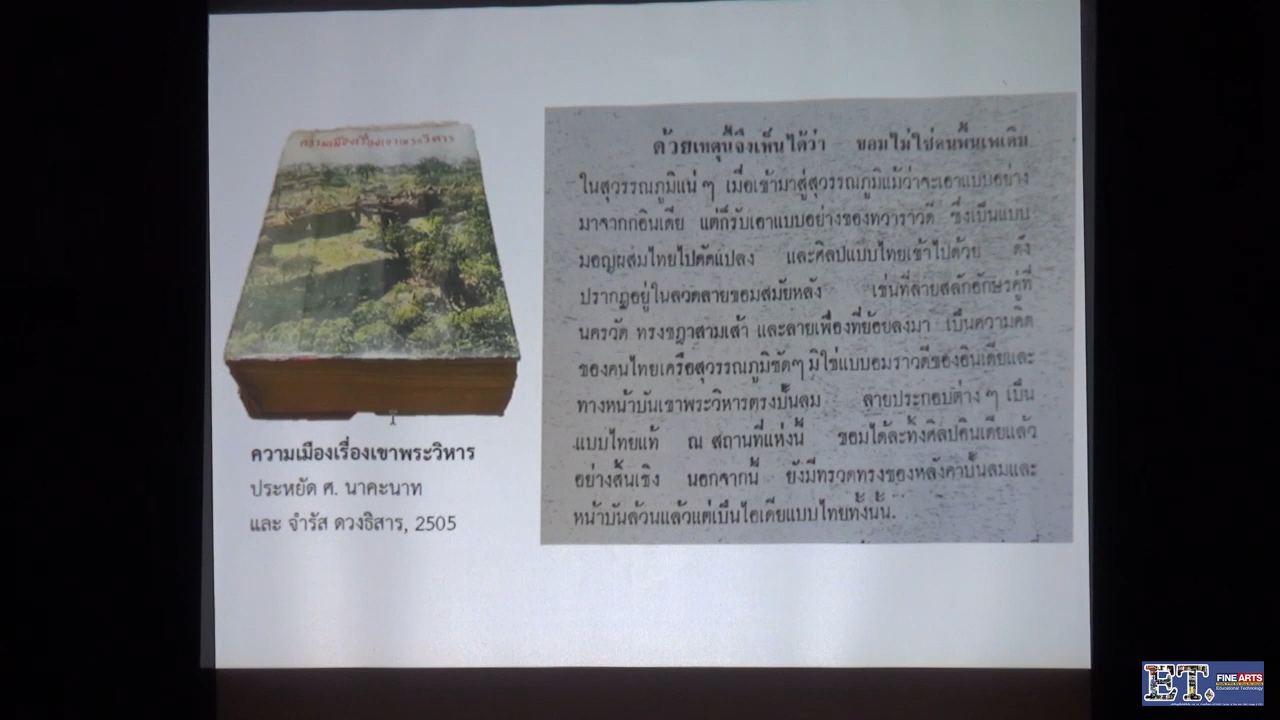 ความเมืองเรื่องเขาพระวิหาร
ความเมืองเรื่องเขาพระวิหาร
ประหยัด ศ. นาคะนาท
และ จำรัส ดวงธิสาร, 2505
ด้วยเหตุนี้จึงเห็นได้ว่า ขอมไม่ใช่คนพื้นเพเดิม
ในสุวรรณภูมิแน่ ๆ เมื่อเข้ามาสู่สุวรรณภูมิแม้ว่าจะเอาแบบอย่าง
มาจากกอินเดีย แต่ก็รับเอาแบบอย่างของทวาราวดี ซึ่งเป็นแบบ
มอญผสมไทยไปดัดแปลง และศิลปแบบไทยเข้าไปด้วย ดัง
ปรากฏอยู่ในลวดลายขอมสมัยหลัง เช่นที่ลายสลักอักษรคู่ที่
นครวัด ทรงชฎาสามเส้า และลายเฟื่องที่ย้อยลงมา เป็นความคิด
ของคนไทยเครือสุวรรณภูมิชัดๆ มิใช่แบบอมราวดีของอินเดียและ
ทางหน้าบันเขาพระวิหารตรงปั้นลม ลายประกอบต่าง ๆ เป็น
แบบไทยแท้ ณ สถานที่แห่งนี้ ขอมได้ละทิ้งศิลปอินเดียแล้ว
อย่างสิ้นเชิง นอกจากนี้ ยังมีทรวดทรงของหลังคาปั้นลมและ
หน้าบันล้วนแล้วแต่เป็นไอเดียแบบไทยทั้งนั้น.
ET. FINE ARTS
Educational Technology